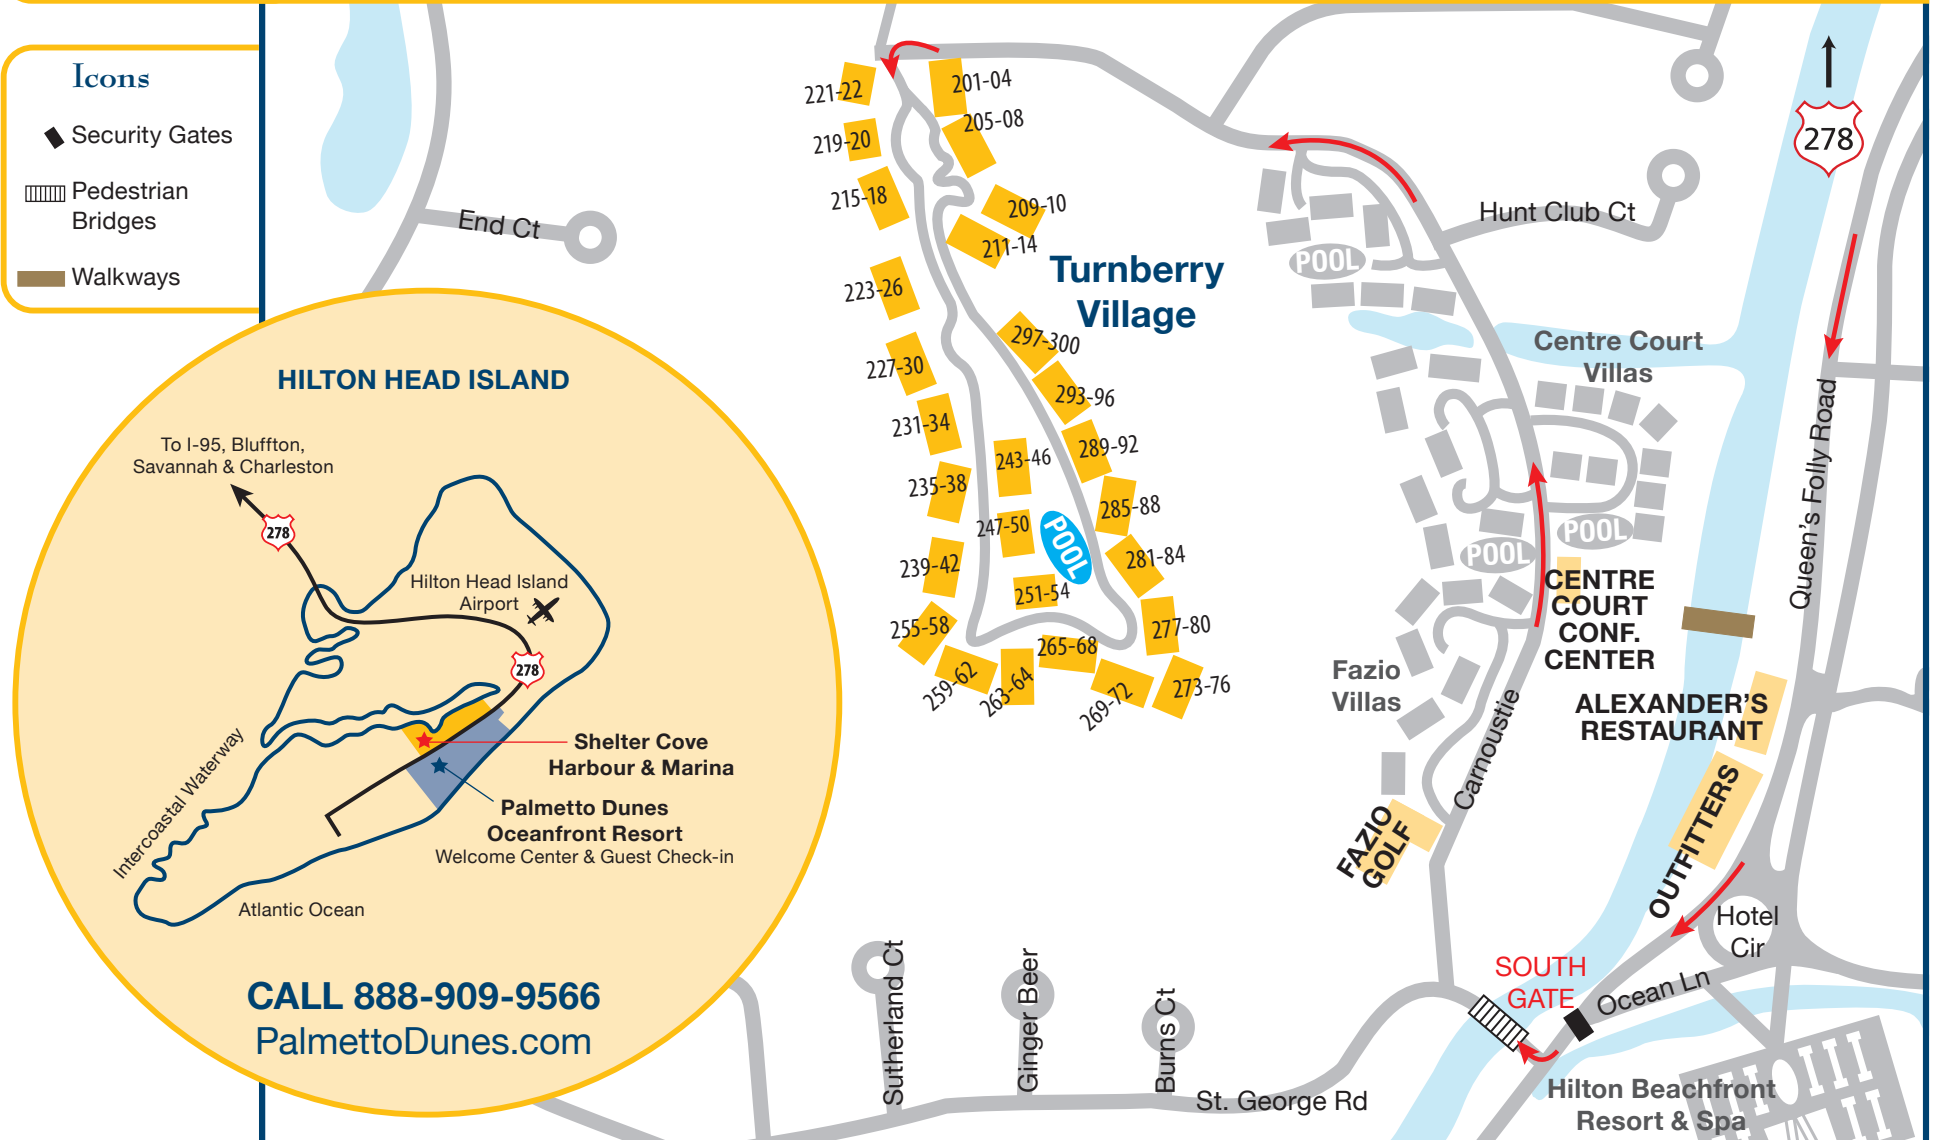 Icons
Security Gates
Pedestrian
Bridges
Walkways
End Ct
HILTON HEAD ISLAND
To I-95, Bluffton,
Savannah & Charleston
278
Hilton Head Island
Airport
278
Shelter Cove
Harbour & Marina
Palmetto Dunes
Oceanfront Resort
Welcome Center & Guest Check-in
Intercoastal Waterway
Atlantic Ocean
CALL 888-909-9566
PalmettoDunes.com
221-22
201-04
219-20
205-08
215-18
209-10
211-14
Turnberry
Village
223-26
297-300
227-30
293-96
231-34
289-92
243-46
235-38
285-88
247-50
POOL
239-42
281-84
251-54
255-58
277-80
265-68
259-62
263-64
269-72
273-76
278
Hunt Club Ct
POOL
Centre Court
Villas
Queen's Folly Road
POOL
POOL
CENTRE
COURT
CONF.
CENTER
Fazio
Villas
Carnoustie
ALEXANDER'S
RESTAURANT
FAZIO
GOLF
OUTFITTERS
Hotel
Cir
SOUTH
GATE
Ocean Ln
Sutherland Ct
Ginger Beer
Burns Ct
St. George Rd
Hilton Beachfront
Resort & Spa